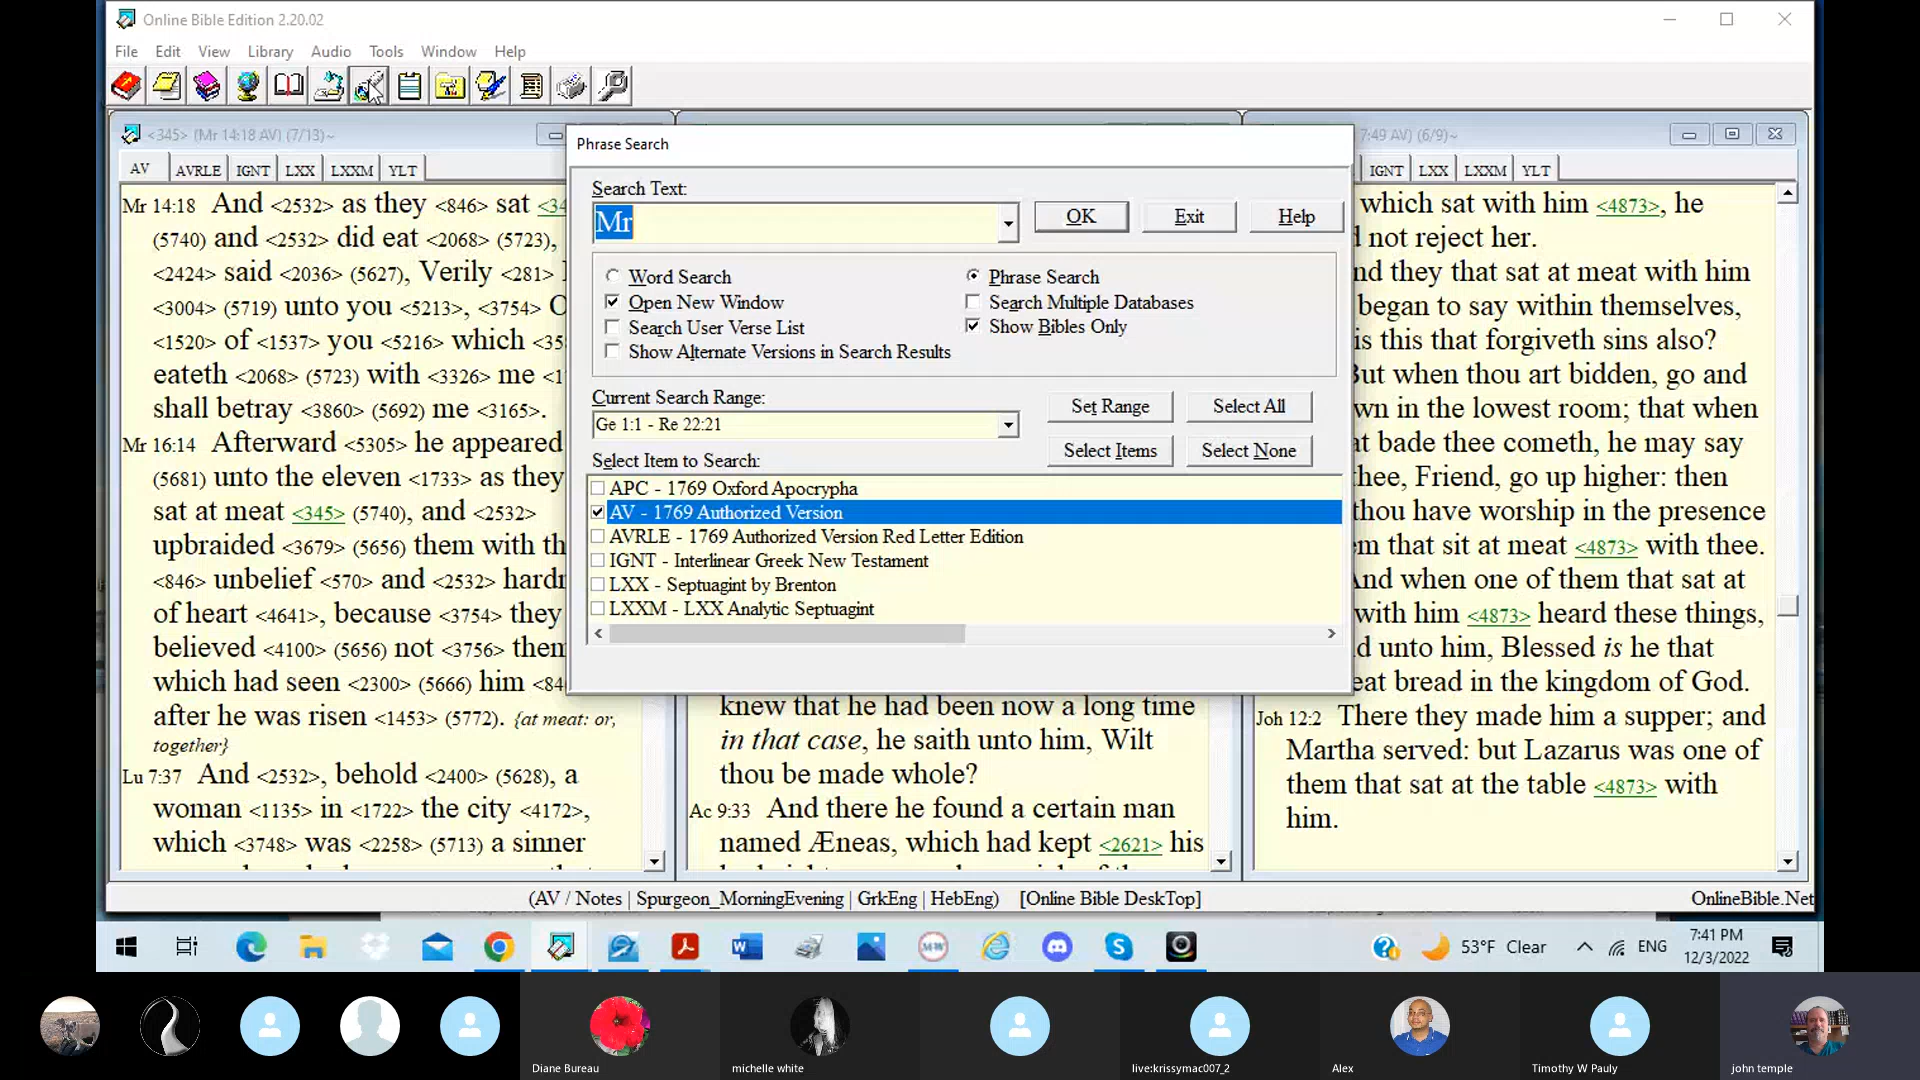 Online Bible Edition 2.20.02
File Edit View Library Audio Tools Window Help
<345> (Mr 14:18 AV) (7/13)~
AV AVRLE IGNT LXX LXXM YLT
Mr 14:18 And <2532> as they <846> sat <34
(5740) and <2532> did eat <2068> (5723),
<2424> said <2036> (5627), Verily <281> I
<3004> (5719) unto you <5213>, <3754> O
<1520> of <1537> you <5216> which <35
eateth <2068> (5723) with <3326> me <1
shall betray <3860> (5692) me <3165>.
Mr 16:14 Afterward <5305> he appeared
(5681) unto the eleven <1733> as they
sat at meat <345> (5740), and <2532>
upbraided <3679> (5656) them with th
<846> unbelief <570> and <2532> hardn
of heart <4641>, because <3754> they
believed <4100> (5656) not <3756> them
which had seen <2300> (5666) him <84
after he was risen <1453> (5772). {at meat: or,
together}
Lu 7:37 And <2532>, behold <2400> (5628), a
woman <1135> in <1722> the city <4172>,
which <3748> was <2258> (5713) a sinner
Phrase Search
Search Text:
Mr
OK Exit Help
Word Search Phrase Search
Open New Window Search Multiple Databases
Search User Verse List Show Bibles Only
Show Alternate Versions in Search Results
Current Search Range:
Ge 1:1 - Re 22:21
Set Range Select All
Select Items Select None
Select Item to Search:
APC - 1769 Oxford Apocrypha
AV - 1769 Authorized Version
AVRLE - 1769 Authorized Version Red Letter Edition
IGNT - Interlinear Greek New Testament
LXX - Septuagint by Brenton
LXXM - LXX Analytic Septuagint
knew that he had been now a long time
in that case, he saith unto him, Wilt
thou be made whole?
Ac 9:33 And there he found a certain man
named Æneas, which had kept <2621> his
7:49 AV) (6/9)~
IGNT LXX LXXM YLT
which sat with him <4873>, he
d not reject her.
nd they that sat at meat with him
began to say within themselves,
is this that forgiveth sins also?
But when thou art bidden, go and
wn in the lowest room; that when
at bade thee cometh, he may say
thee, Friend, go up higher: then
thou have worship in the presence
em that sit at meat <4873> with thee.
And when one of them that sat at
with him <4873> heard these things,
d unto him, Blessed is he that
eat bread in the kingdom of God.
Joh 12:2 There they made him a supper; and
Martha served: but Lazarus was one of
them that sat at the table <4873> with
him.
(AV / Notes | Spurgeon_MorningEvening | GrkEng | HebEng) [Online Bible DeskTop]
OnlineBible.Net
53°F Clear
ENG
7:41 PM
12/3/2022
Diane Bureau
michelle white
live:krissymac007_2
Alex
Timothy W Pauly
john temple